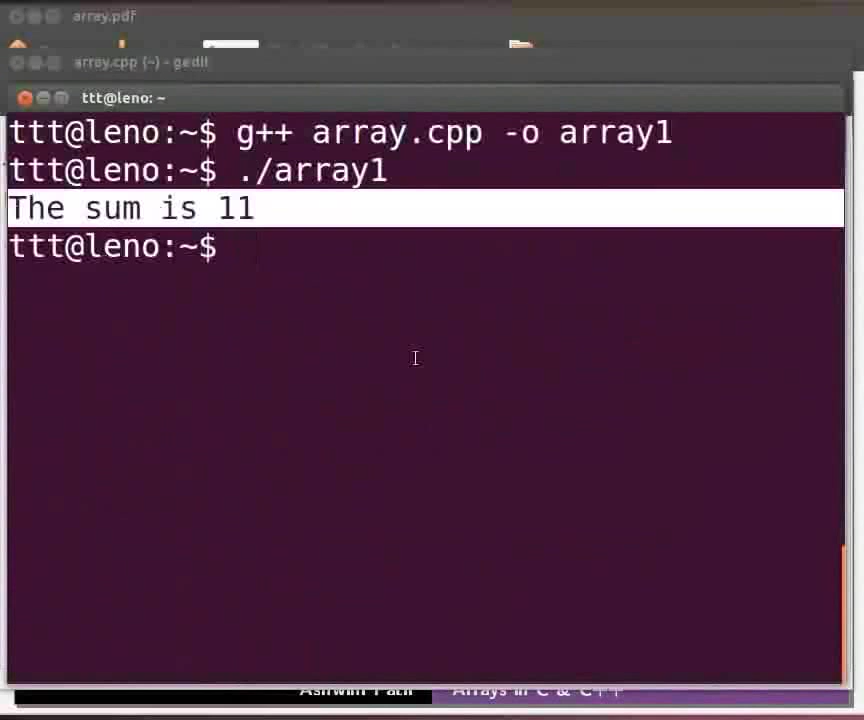 array.pdf
array.cpp (~) - gedit
ttt@leno: ~
ttt@leno:~$ g++ array.cpp -o array1
ttt@leno:~$ ./array1
The sum is 11
ttt@leno:~$
Arrays in C & C++